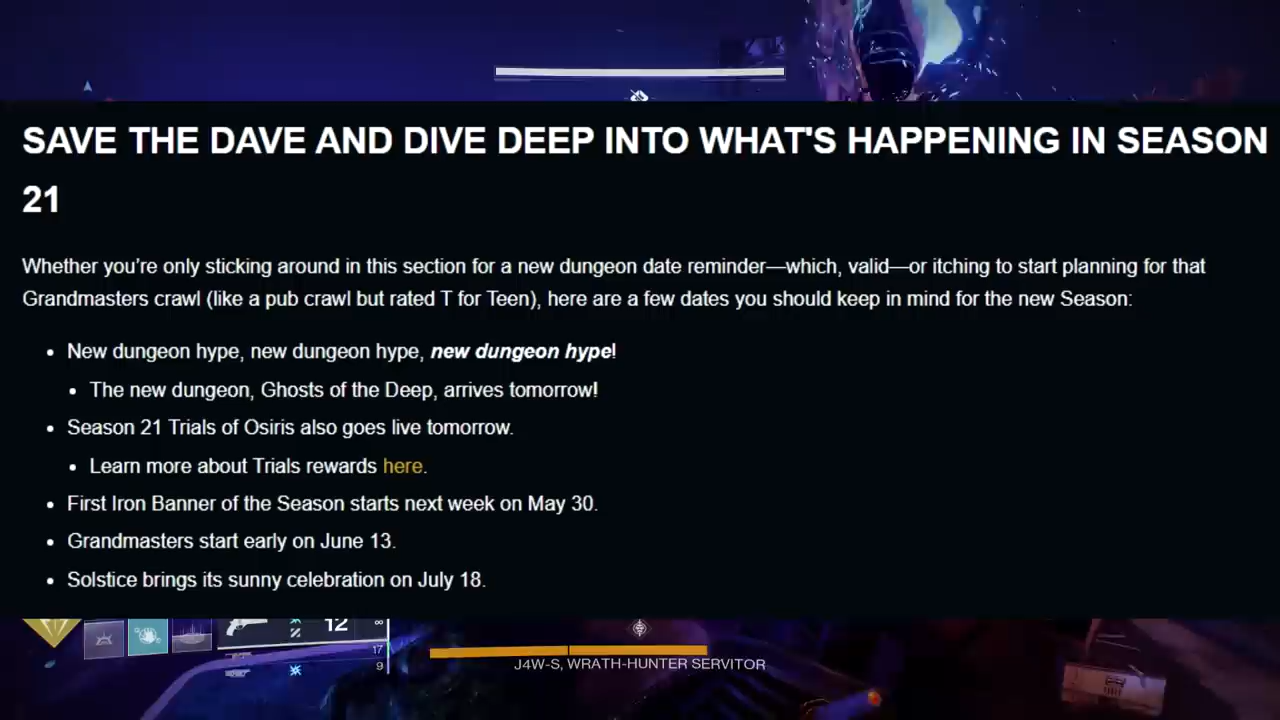 SAVE THE DAVE AND DIVE DEEP INTO WHAT'S HAPPENING IN SEASON
21
Whether you’re only sticking around in this section for a new dungeon date reminder—which, valid—or itching to start planning for that
Grandmasters crawl (like a pub crawl but rated T for Teen), here are a few dates you should keep in mind for the new Season:
• New dungeon hype, new dungeon hype, new dungeon hype!
• The new dungeon, Ghosts of the Deep, arrives tomorrow!
• Season 21 Trials of Osiris also goes live tomorrow.
• Learn more about Trials rewards here.
• First Iron Banner of the Season starts next week on May 30.
• Grandmasters start early on June 13.
• Solstice brings its sunny celebration on July 18.
12 ∞
17
9
J4W-S, WRATH-HUNTER SERVITOR